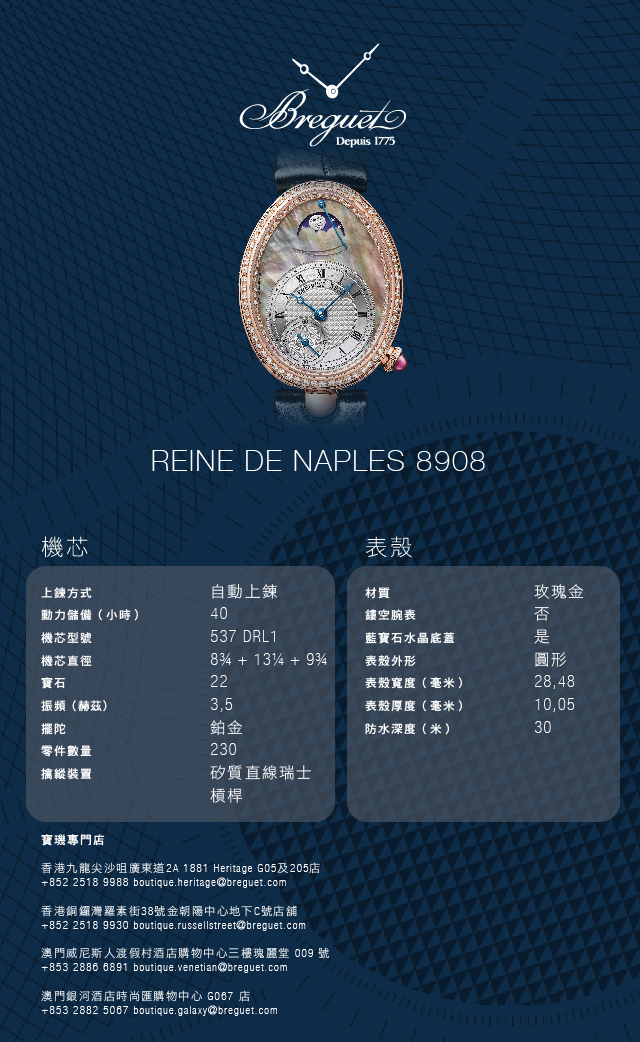 Breguet
Depuis 1775
REINE DE NAPLES 8908
機芯
上鍊方式 自動上鍊
動力儲備（小時） 40
機芯型號 537 DRL1
機芯直徑 8¾ + 13¼ + 9¾
寶石 22
振頻（赫茲） 3,5
擺陀 鉑金
零件數量 230
擒縱裝置 矽質直線瑞士
槓桿
表殼
材質 玫瑰金
鏤空腕表 否
藍寶石水晶底蓋 是
表殼外形 圓形
表殼寬度（毫米） 28,48
表殼厚度（毫米） 10,05
防水深度（米） 30
寶璣專門店
香港九龍尖沙咀廣東道2A 1881 Heritage G05及205店
+852 2518 9988 boutique.heritage@breguet.com
香港銅鑼灣羅素街38號金朝陽中心地下C號店舖
+852 2518 9930 boutique.russellstreet@breguet.com
澳門威尼斯人渡假村酒店購物中心三樓瑰麗堂 009 號
+853 2886 6891 boutique.venetian@breguet.com
澳門銀河酒店時尚匯購物中心 G067 店
+853 2882 5067 boutique.galaxy@breguet.com